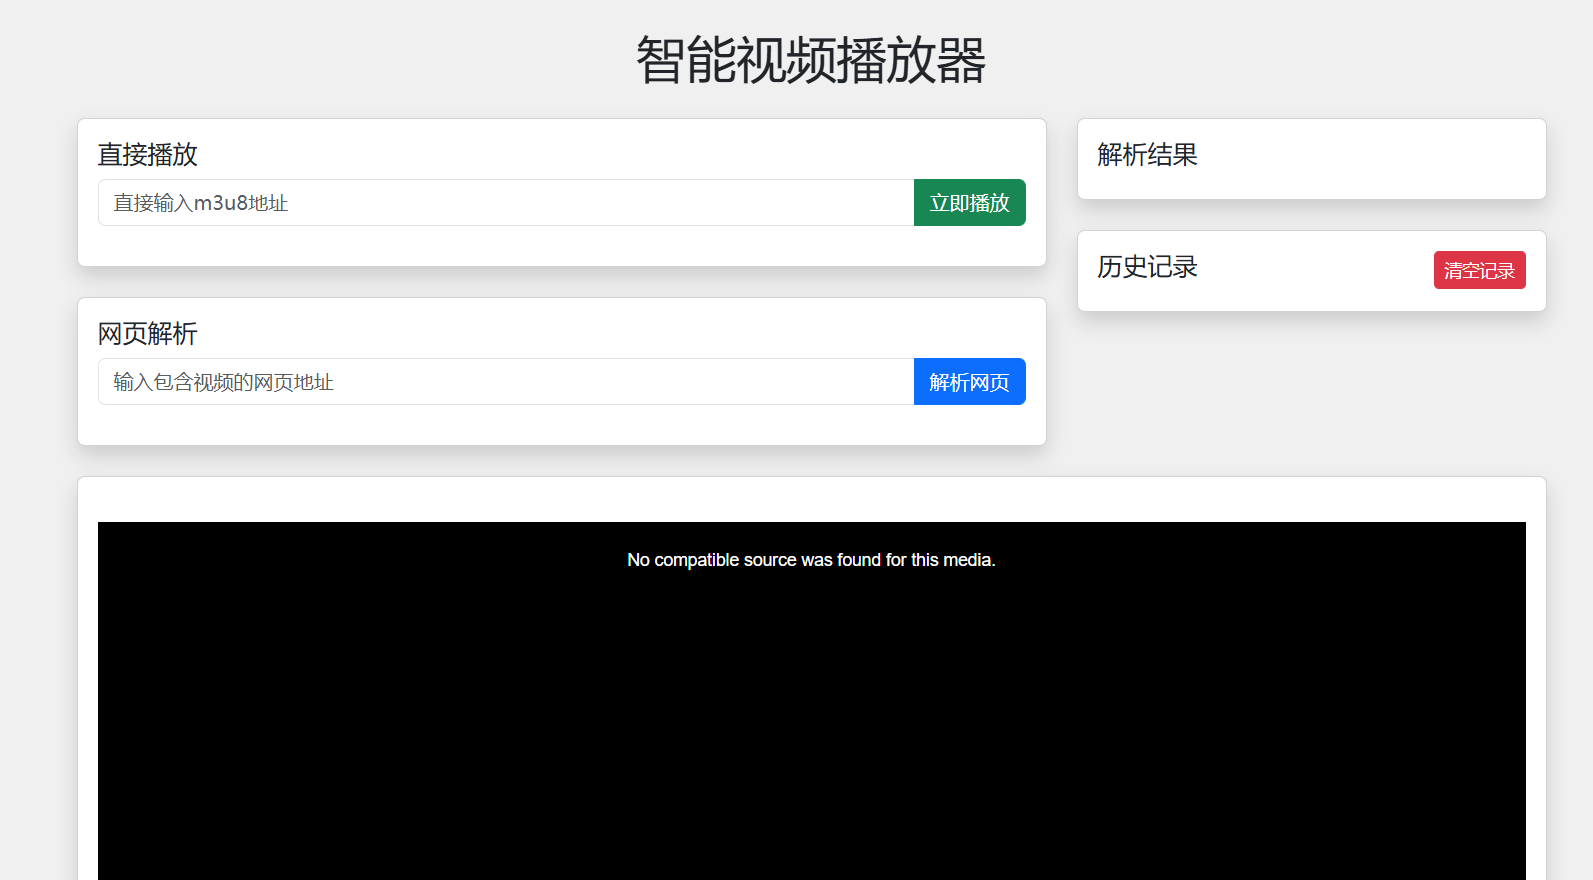 智能视频播放器
直接播放
直接输入m3u8地址
立即播放
网页解析
输入包含视频的网页地址
解析网页
解析结果
历史记录
清空记录
No compatible source was found for this media.